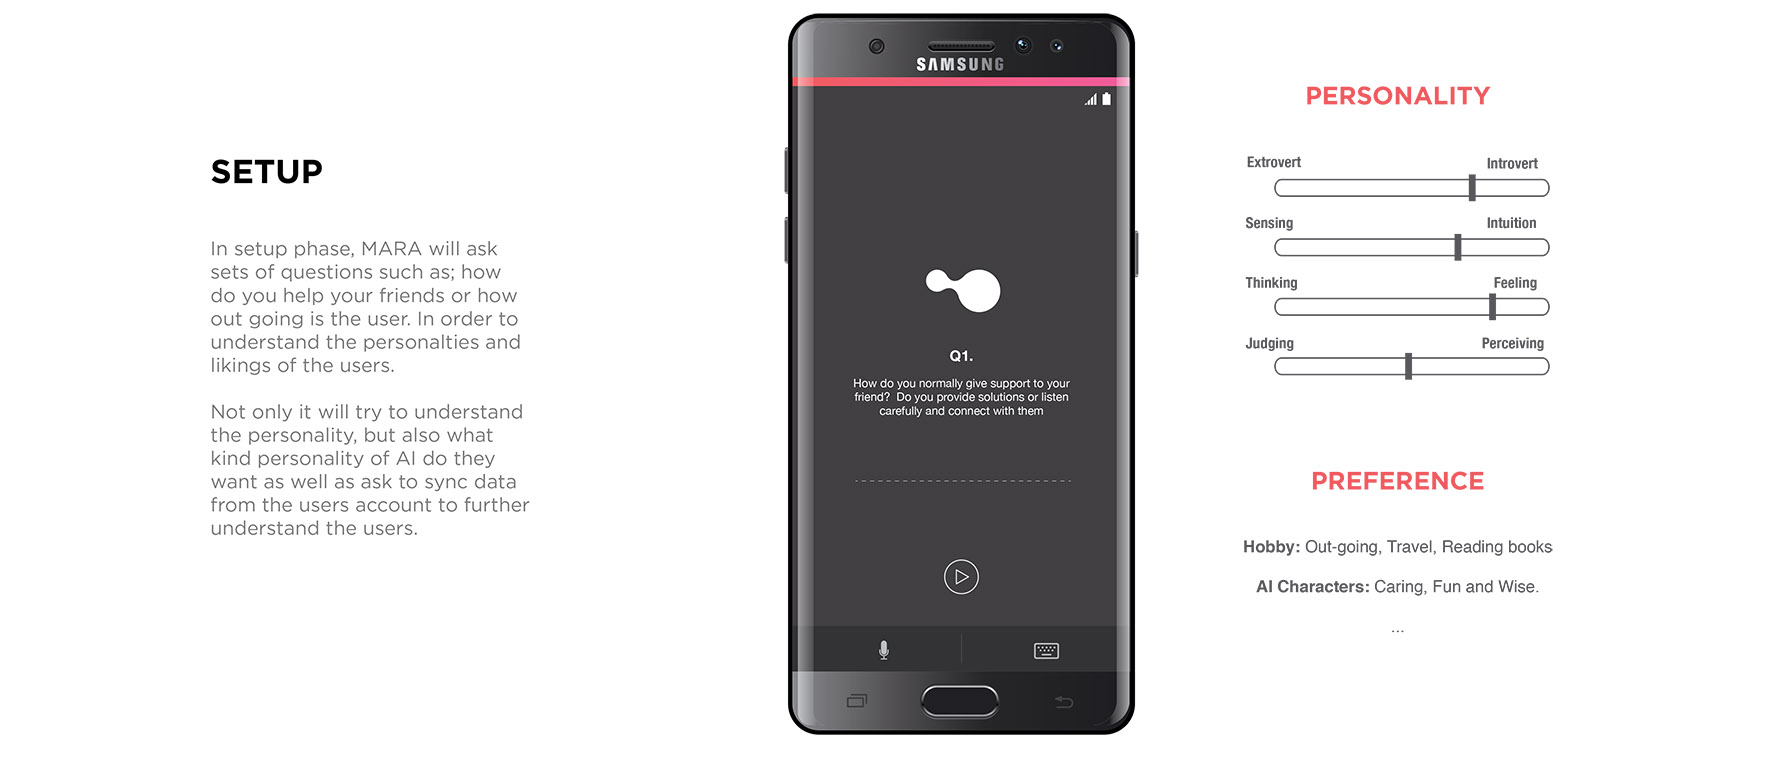 SETUP
In setup phase, MARA will ask
sets of questions such as; how
do you help your friends or how
out going is the user. In order to
understand the personalties and
likings of the users.
Not only it will try to understand
the personality, but also what
kind personality of AI do they
want as well as ask to sync data
from the users account to further
understand the users.
SAMSUNG
Q1.
How do you normally give support to your
friend? Do you provide solutions or listen
carefully and connect with them
PERSONALITY
Extrovert Introvert
Sensing Intuition
Thinking Feeling
Judging Perceiving
PREFERENCE
Hobby: Out-going, Travel, Reading books
AI Characters: Caring, Fun and Wise.
...